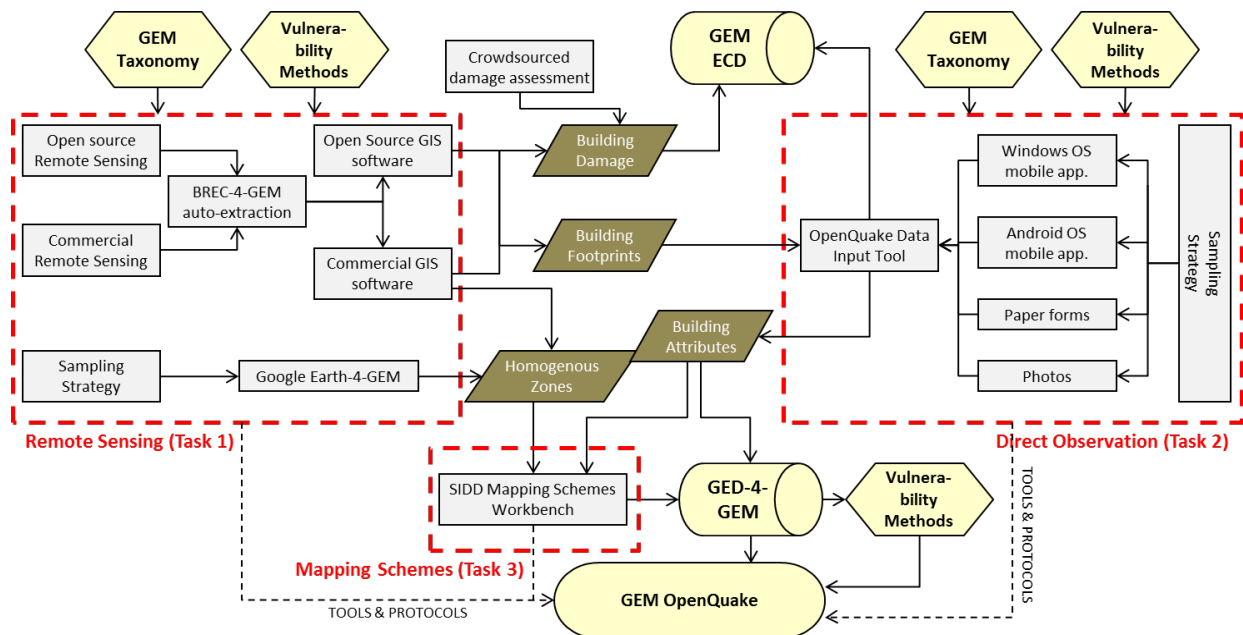 GEM
Taxonomy
Vulnera-
bility
Methods
Crowdsourced
damage assessment
GEM
ECD
GEM
Taxonomy
Vulnera-
bility
Methods
Open source
Remote Sensing
Open Source GIS
software
Building
Damage
Windows OS
mobile app.
BREC-4-GEM
auto-extraction
Commercial
Remote Sensing
Commercial GIS
software
Building
Footprints
OpenQuake Data
Input Tool
Android OS
mobile app.
Sampling
Strategy
Paper forms
Building
Attributes
Sampling
Strategy
Google Earth-4-GEM
Homogenous
Zones
Photos
Remote Sensing (Task 1)
Direct Observation (Task 2)
SIDD Mapping Schemes
Workbench
GED-4-
GEM
Vulnera-
bility
Methods
TOOLS & PROTOCOLS
Mapping Schemes (Task 3)
TOOLS & PROTOCOLS
GEM OpenQuake